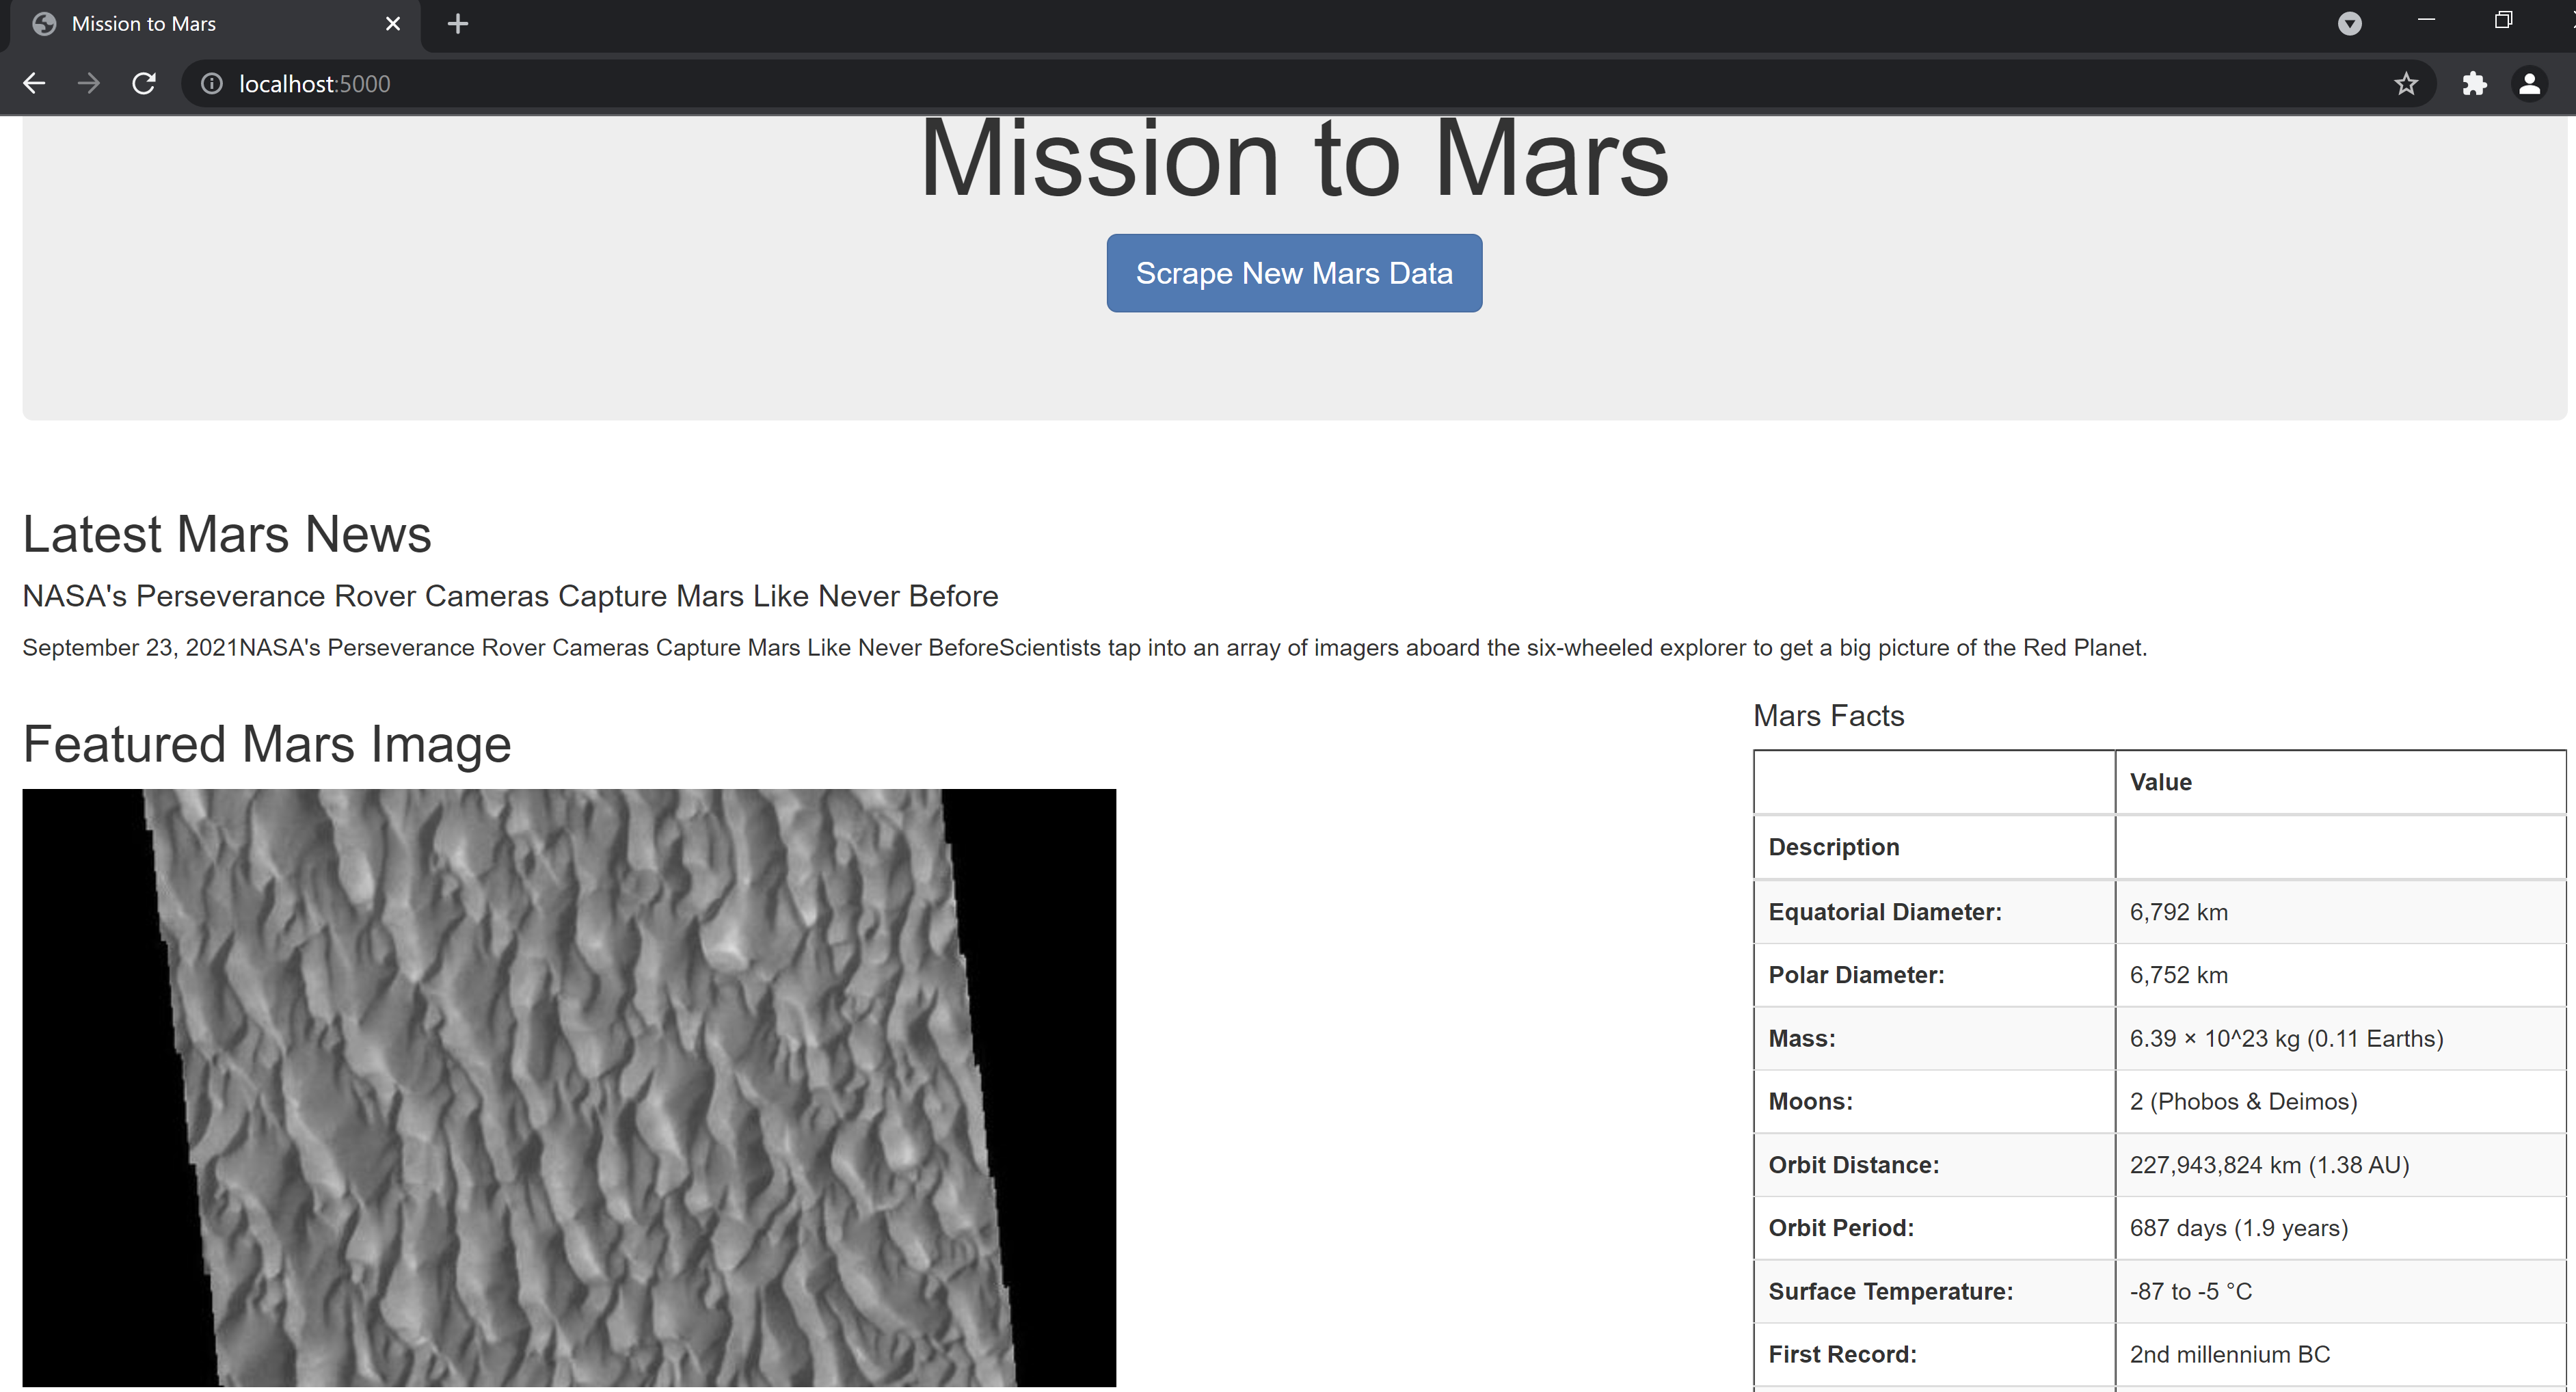 Mission to Mars
localhost:5000
Mission to Mars
Scrape New Mars Data
Latest Mars News
NASA's Perseverance Rover Cameras Capture Mars Like Never Before
September 23, 2021NASA's Perseverance Rover Cameras Capture Mars Like Never BeforeScientists tap into an array of imagers aboard the six-wheeled explorer to get a big picture of the Red Planet.
Featured Mars Image
Mars Facts
Value
Description
Equatorial Diameter: 6,792 km
Polar Diameter: 6,752 km
Mass: 6.39 × 10^23 kg (0.11 Earths)
Moons: 2 (Phobos & Deimos)
Orbit Distance: 227,943,824 km (1.38 AU)
Orbit Period: 687 days (1.9 years)
Surface Temperature: -87 to -5 °C
First Record: 2nd millennium BC